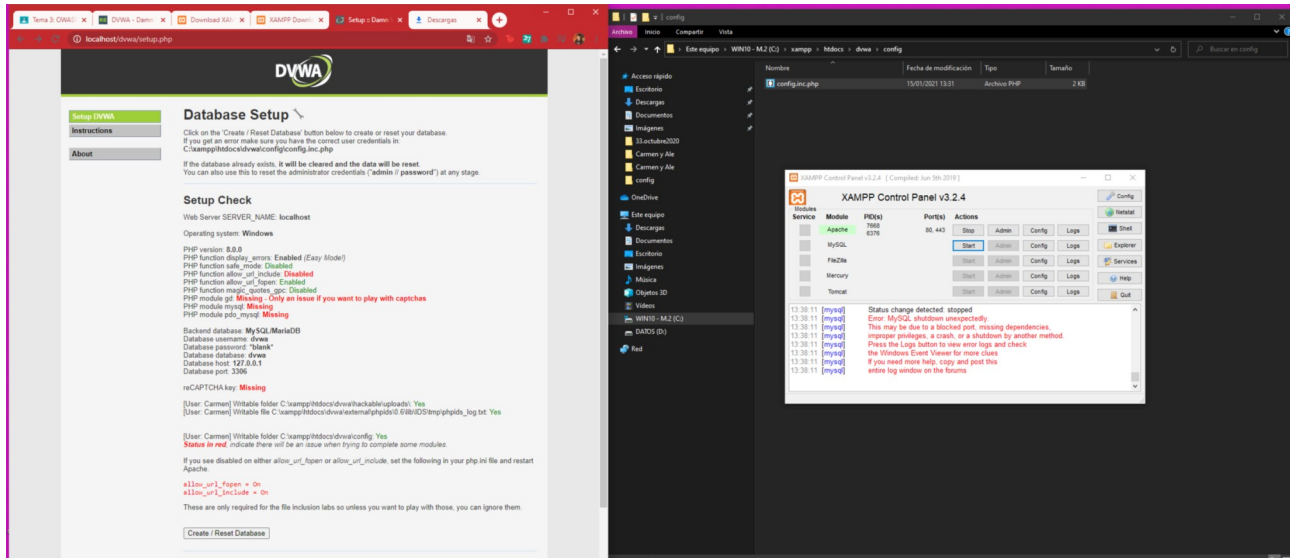 Tema 3: OWAS
DVWA - Damn
Download XAM
XAMPP Downl
Setup :: Damn
Descargas
localhost/dvwa/setup.php
DVWA
Setup DVWA
Instructions
About
Database Setup
Click on the 'Create / Reset Database' button below to create or reset your database.
If you get an error make sure you have the correct user credentials in:
C:\xampp\htdocs\dvwa\config\config.inc.php
If the database already exists, it will be cleared and the data will be reset.
You can also use this to reset the administrator credentials ("admin // password") at any stage.
Setup Check
Web Server SERVER_NAME: localhost
Operating system: Windows
PHP version: 8.0.0
PHP function display_errors: Enabled (Easy Mode!)
PHP function safe_mode: Disabled
PHP function allow_url_include: Disabled
PHP function allow_url_fopen: Enabled
PHP function magic_quotes_gpc: Disabled
PHP module gd: Missing - Only an issue if you want to play with captchas
PHP module mysql: Missing
PHP module pdo_mysql: Missing
Backend database: MySQL/MariaDB
Database username: dvwa
Database password: *blank*
Database database: dvwa
Database host: 127.0.0.1
Database port: 3306
reCAPTCHA key: Missing
[User: Carmen] Writable folder C:\xampp\htdocs\dvwa\hackable\uploads\: Yes
[User: Carmen] Writable file C:\xampp\htdocs\dvwa\external\phpids\0.6\lib\IDS\tmp\phpids_log.txt: Yes
[User: Carmen] Writable folder C:\xampp\htdocs\dvwa\config: Yes
Status in red, indicate there will be an issue when trying to complete some modules.
If you see disabled on either allow_url_fopen or allow_url_include, set the following in your php.ini file and restart
Apache.
allow_url_fopen = On
allow_url_include = On
These are only required for the file inclusion labs so unless you want to play with those, you can ignore them.
Create / Reset Database
config
Archivo Inicio Compartir Vista
Este equipo > WIN10 - M.2 (C:) > xampp > htdocs > dvwa > config
Buscar en config
Nombre Fecha de modificación Tipo Tamaño
config.inc.php 15/01/2021 13:31 Archivo PHP 2 KB
Acceso rápido
Escritorio
Descargas
Documentos
Imágenes
33.octubre2020
Carmen y Ale
Carmen y Ale
config
OneDrive
Este equipo
Descargas
Documentos
Escritorio
Imágenes
Música
Objetos 3D
Vídeos
WIN10 - M.2 (C:)
DATOS (D:)
Red
XAMPP Control Panel v3.2.4 [ Compiled: Jun 5th 2019 ]
XAMPP Control Panel v3.2.4
Modules
Service Module PID(s) Port(s) Actions
Apache 7668 6376 80, 443 Stop Admin Config Logs
MySQL Start Admin Config Logs
FileZilla Start Admin Config Logs
Mercury Start Admin Config Logs
Tomcat Start Admin Config Logs
Config
Netstat
Shell
Explorer
Services
Help
Quit
13:38:11 [mysql] Status change detected: stopped
13:38:11 [mysql] Error: MySQL shutdown unexpectedly.
13:38:11 [mysql] This may be due to a blocked port, missing dependencies,
13:38:11 [mysql] improper privileges, a crash, or a shutdown by another method.
13:38:11 [mysql] Press the Logs button to view error logs and check
13:38:11 [mysql] the Windows Event Viewer for more clues
13:38:11 [mysql] If you need more help, copy and post this
13:38:11 [mysql] entire log window on the forums